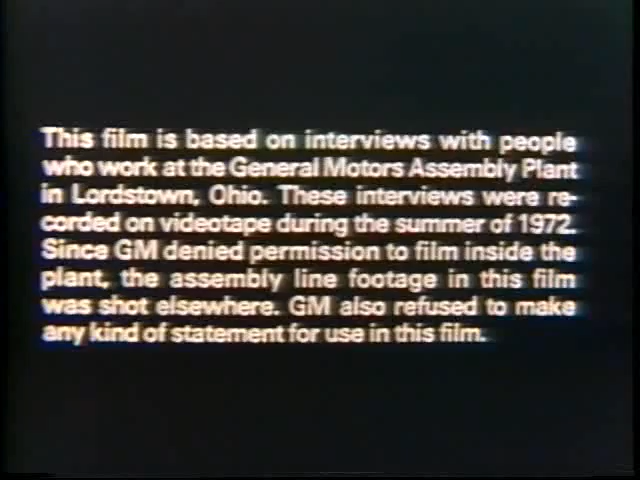 This film is based on interviews with people
who work at the General Motors Assembly Plant
in Lordstown, Ohio. These interviews were re-
corded on videotape during the summer of 1972.
Since GM denied permission to film inside the
plant, the assembly line footage in this film
was shot elsewhere. GM also refused to make
any kind of statement for use in this film.